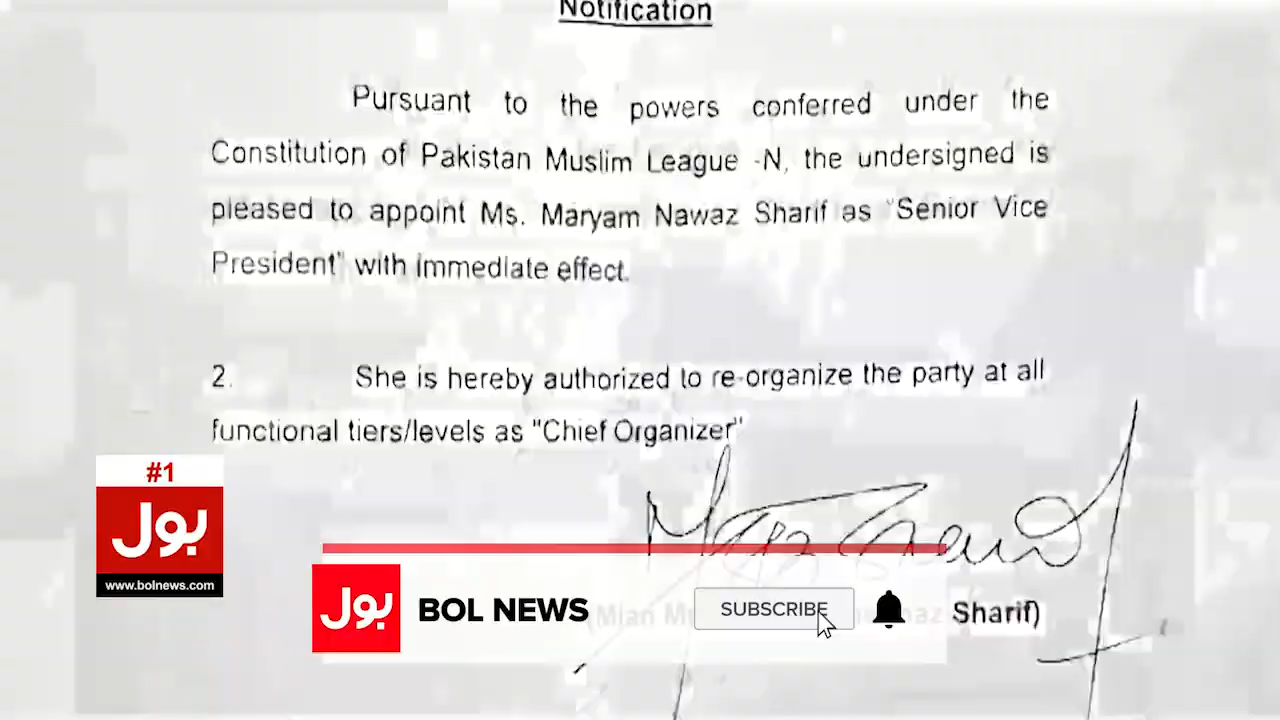 Notification
Pursuant to the powers conferred under the
Constitution of Pakistan Muslim League -N, the undersigned is
pleased to appoint Ms. Maryam Nawaz Sharif as "Senior Vice
President" with immediate effect.
2. She is hereby authorized to re-organize the party at all
functional tiers/levels as "Chief Organizer"
#1
بول
www.bolnews.com
بول BOL NEWS SUBSCRIBE
(Mian Sharif)